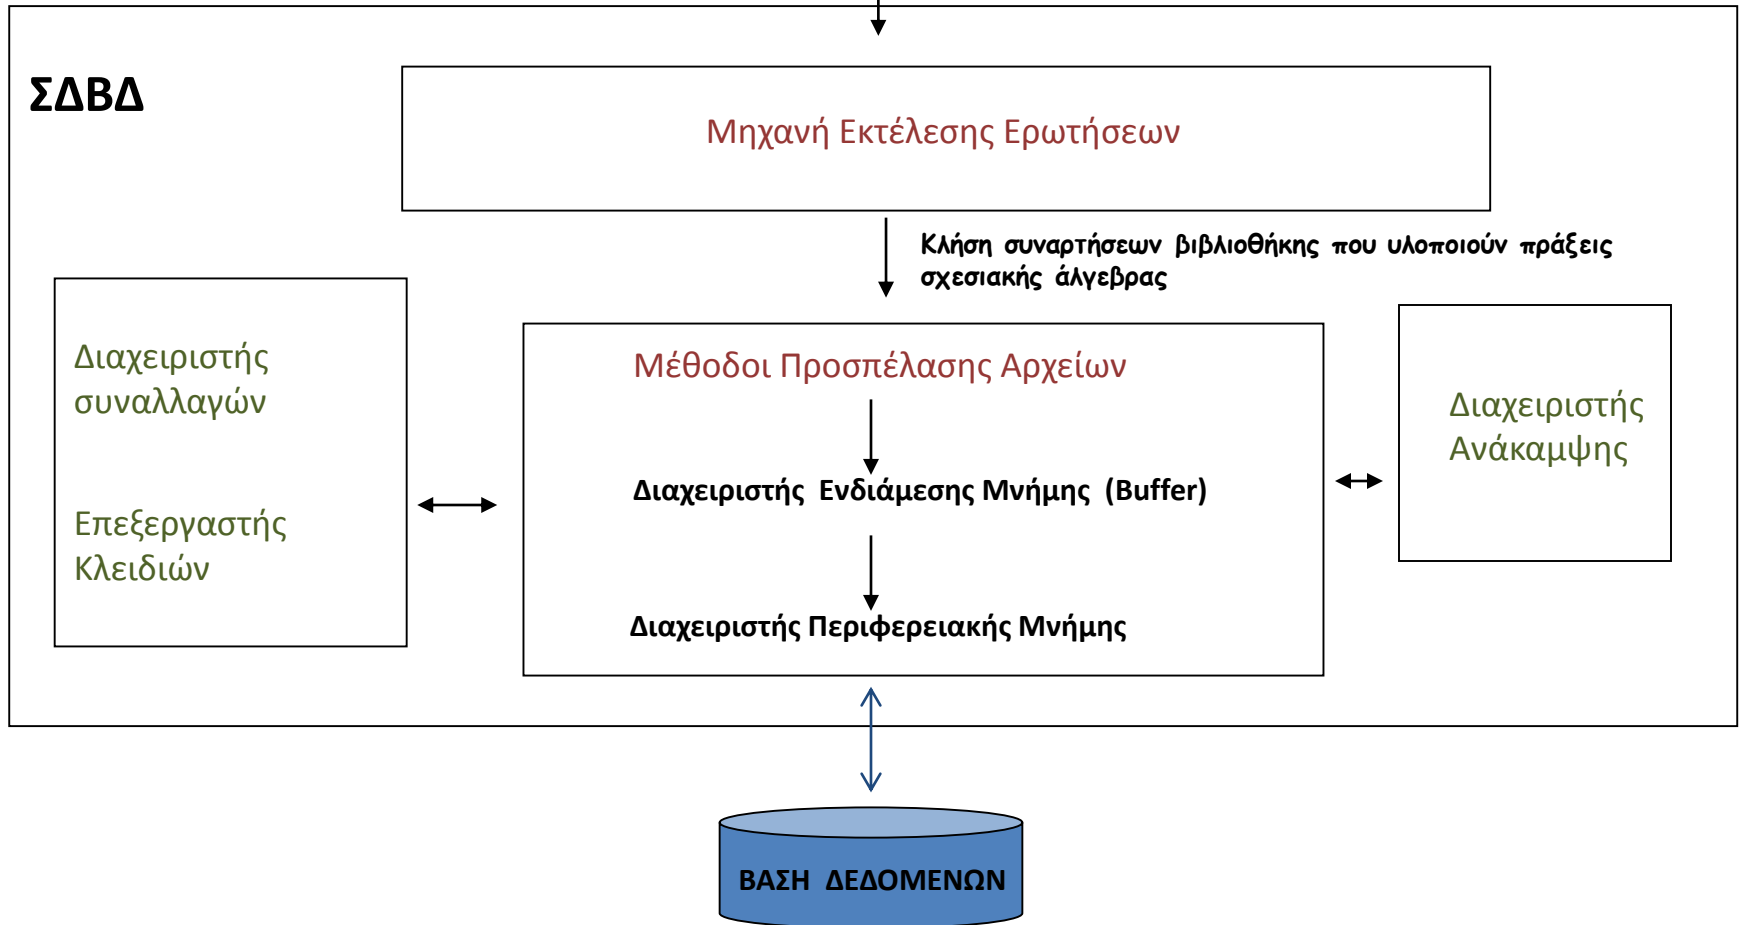 ΣΔΒΔ
Μηχανή Εκτέλεσης Ερωτήσεων
Κλήση συναρτήσεων βιβλιοθήκης που υλοποιούν πράξεις
σχεσιακής άλγεβρας
Διαχειριστής
συναλλαγών
Επεξεργαστής
Κλειδιών
Μέθοδοι Προσπέλασης Αρχείων
Διαχειριστής Ενδιάμεσης Μνήμης (Buffer)
Διαχειριστής Περιφερειακής Μνήμης
Διαχειριστής
Ανάκαμψης
ΒΑΣΗ ΔΕΔΟΜΕΝΩΝ